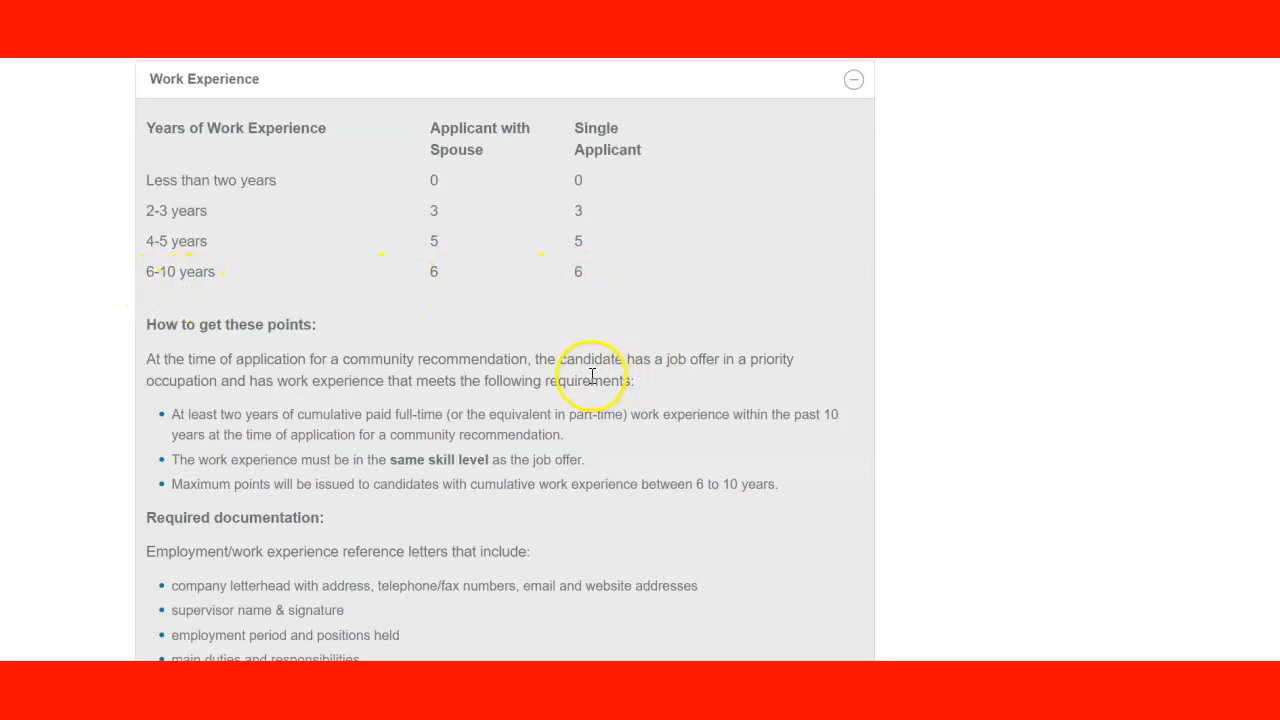 Work Experience
Years of Work Experience Applicant with Spouse Single Applicant
Less than two years 0 0
2-3 years 3 3
4-5 years 5 5
6-10 years 6 6
How to get these points:
At the time of application for a community recommendation, the candidate has a job offer in a priority
occupation and has work experience that meets the following requirements:
At least two years of cumulative paid full-time (or the equivalent in part-time) work experience within the past 10
years at the time of application for a community recommendation.
The work experience must be in the same skill level as the job offer.
Maximum points will be issued to candidates with cumulative work experience between 6 to 10 years.
Required documentation:
Employment/work experience reference letters that include:
company letterhead with address, telephone/fax numbers, email and website addresses
supervisor name & signature
employment period and positions held
main duties and responsibilities